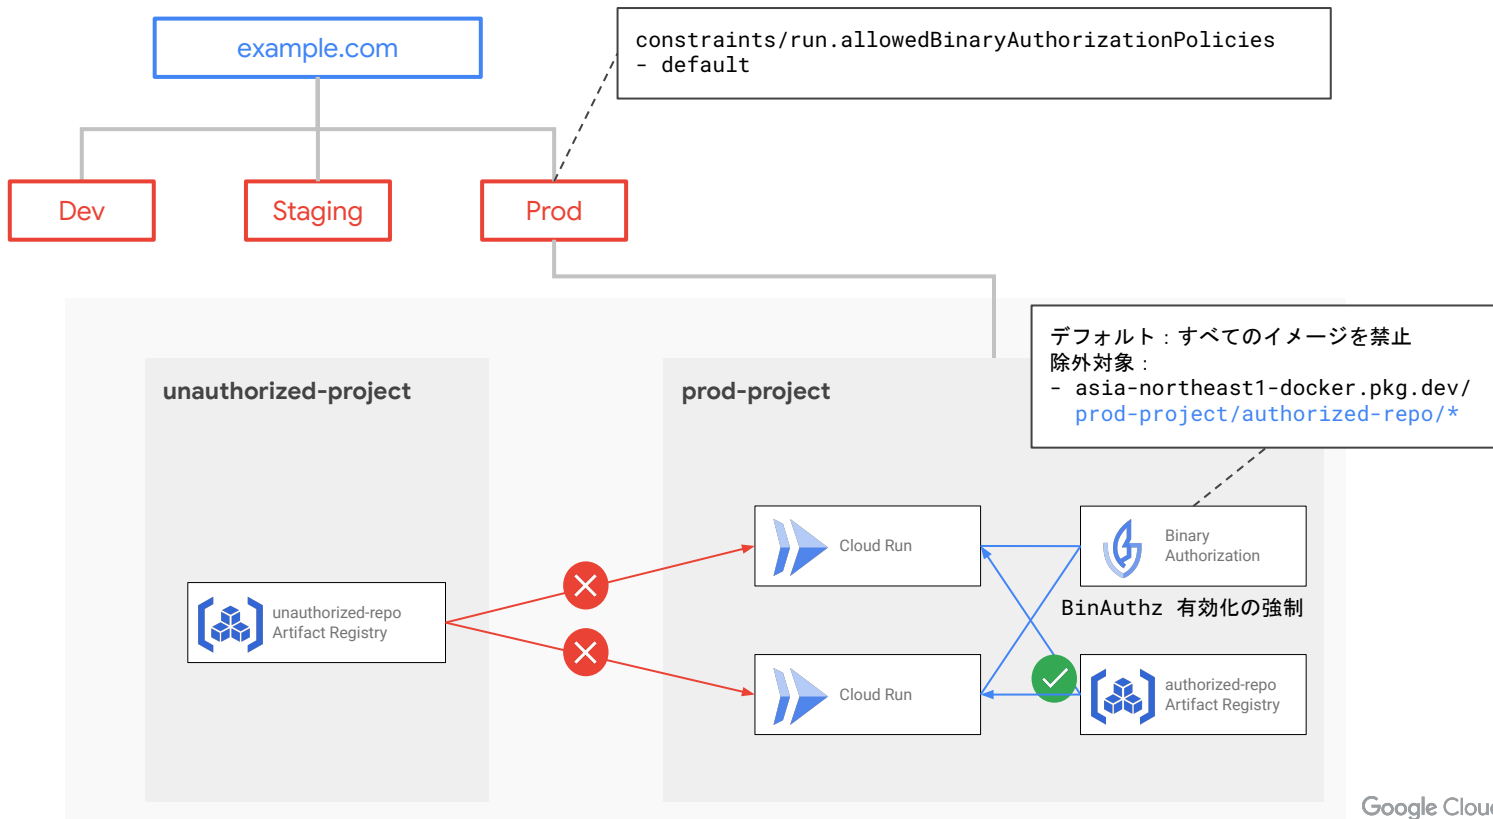 example.com
constraints/run.allowedBinaryAuthorizationPolicies
- default
Dev
Staging
Prod
デフォルト：すべてのイメージを禁止
除外対象：
- asia-northeast1-docker.pkg.dev/
prod-project/authorized-repo/*
unauthorized-project
prod-project
Cloud Run
Binary
Authorization
BinAuthz 有効化の強制
unauthorized-repo
Artifact Registry
Cloud Run
authorized-repo
Artifact Registry
Google Cloud